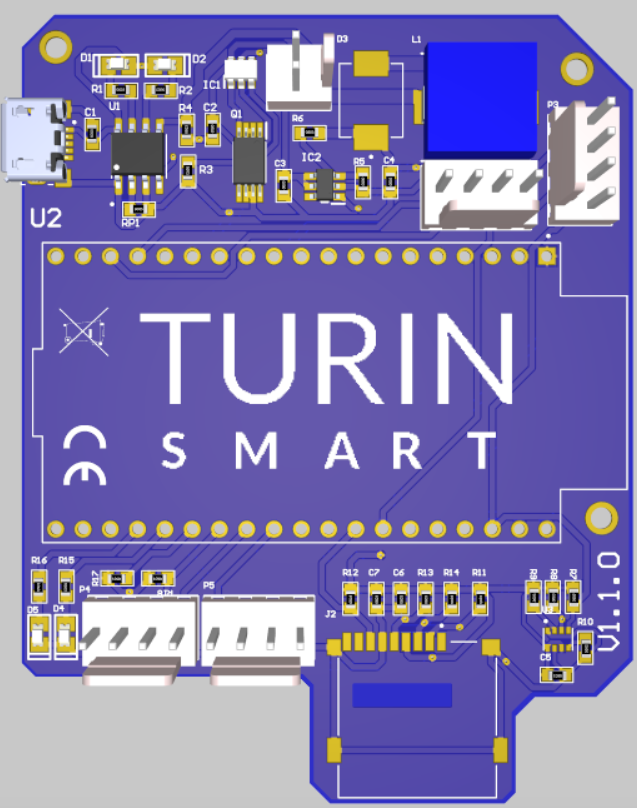 D1 D2 D3 L1
R1 R2 IC1 P3
C1 U1 R4 C2 Q1 R6
IC2
R3 C3 R5 C4
RP1
U2
TURIN
SMART
CE
R16 R15 R17 R12 C7 C6 R13 R14 R11 R9 R8 R7
P4 P5
D5 D4 J2 R10
C5
V1.1.0